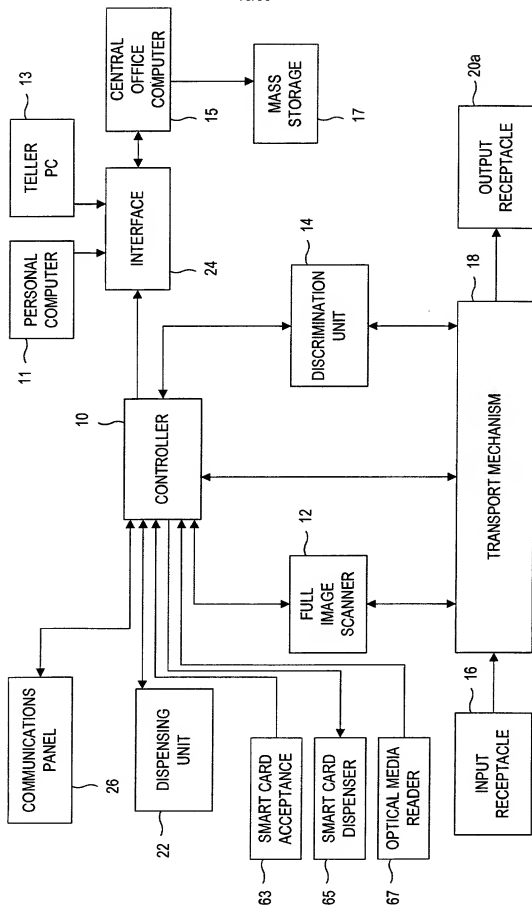 13
TELLER
PC
CENTRAL
OFFICE
COMPUTER
15
MASS
STORAGE
17
20a
OUTPUT
RECEPTACLE
PERSONAL
COMPUTER
11
INTERFACE
24
14
DISCRIMINATION
UNIT
18
10
CONTROLLER
TRANSPORT MECHANISM
12
FULL
IMAGE
SCANNER
COMMUNICATIONS
PANEL
26
DISPENSING
UNIT
22
SMART CARD
ACCEPTANCE
63
SMART CARD
DISPENSER
65
OPTICAL MEDIA
READER
67
16
INPUT
RECEPTACLE